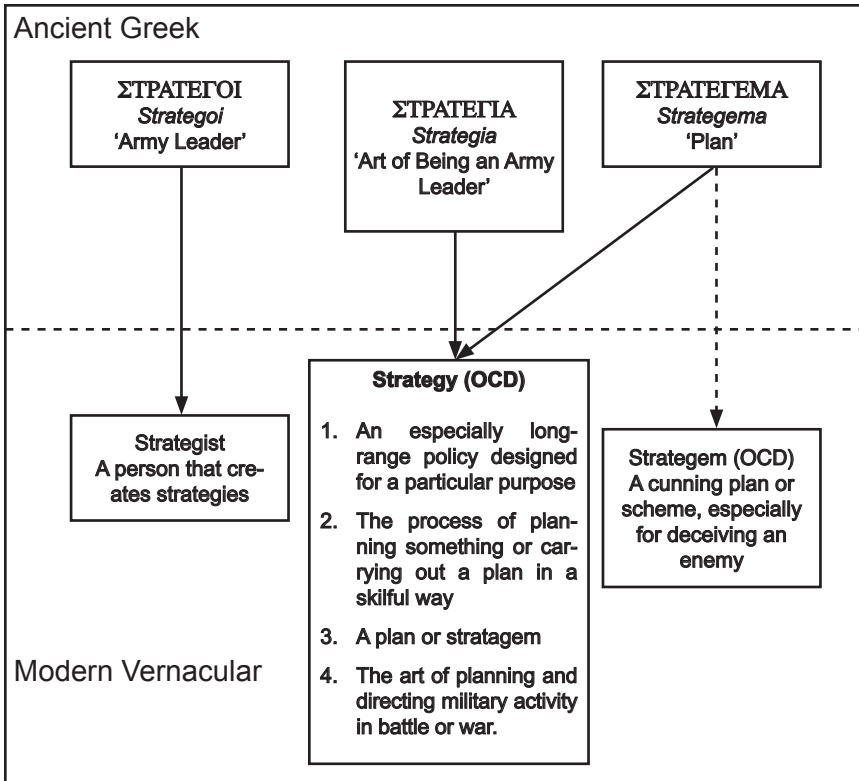 Ancient Greek
ΣΤΡΑΤΕΓΟΙ
Strategoi
‘Army Leader’
ΣΤΡΑΤΕΓΙΑ
Strategia
‘Art of Being an Army
Leader’
ΣΤΡΑΤΕΓΕΜΑ
Strategema
‘Plan’
Strategist
A person that cre-
ates strategies
Strategy (OCD)
1. An especially long-
range policy designed
for a particular purpose
2. The process of plan-
ning something or car-
rying out a plan in a
skilful way
3. A plan or stratagem
4. The art of planning and
directing military activity
in battle or war.
Strategem (OCD)
A cunning plan or
scheme, especially
for deceiving an
enemy
Modern Vernacular